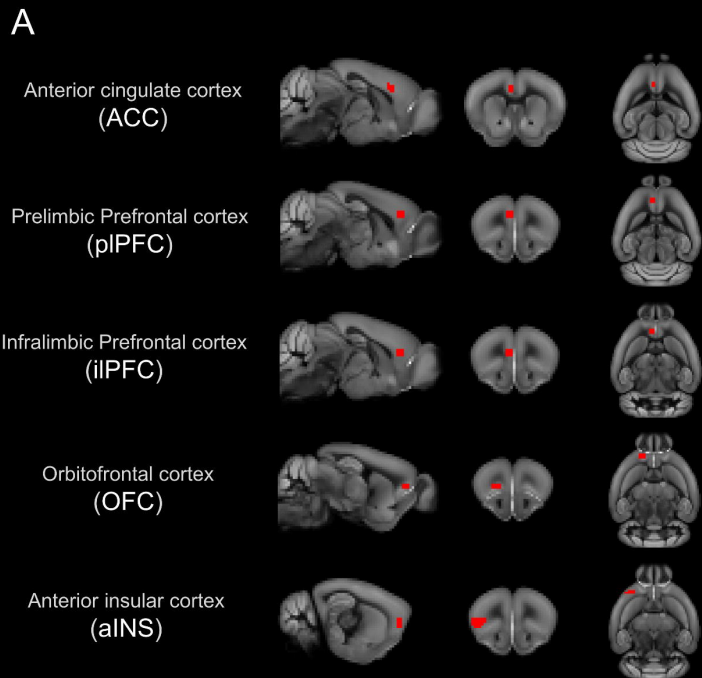 A
Anterior cingulate cortex
(ACC)
Prelimbic Prefrontal cortex
(plPFC)
Infralimbic Prefrontal cortex
(ilPFC)
Orbitofrontal cortex
(OFC)
Anterior insular cortex
(aINS)